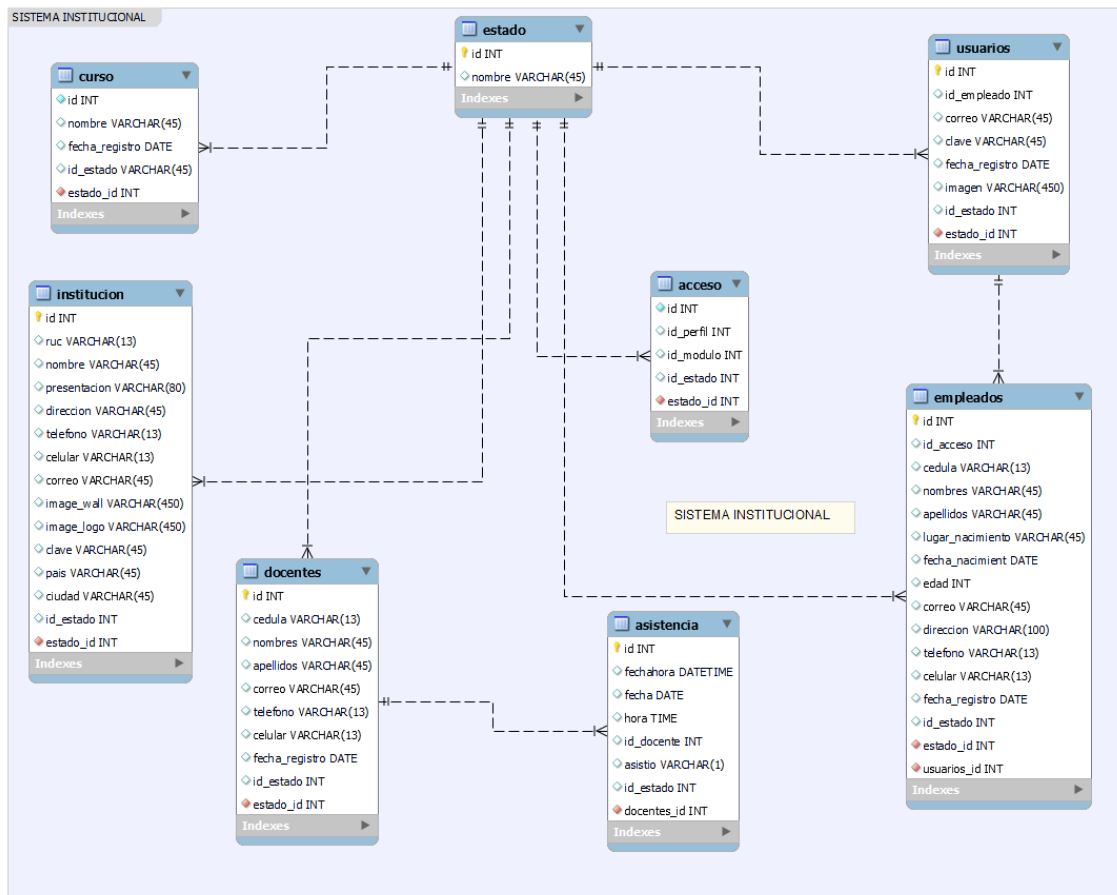 SISTEMA INSTITUCIONAL
estado
id INT
nombre VARCHAR(45)
Indexes
curso
id INT
nombre VARCHAR(45)
fecha_registro DATE
id_estado VARCHAR(45)
estado_id INT
Indexes
usuarios
id INT
id_empleado INT
correo VARCHAR(45)
clave VARCHAR(45)
fecha_registro DATE
imagen VARCHAR(450)
id_estado INT
estado_id INT
Indexes
institucion
id INT
ruc VARCHAR(13)
nombre VARCHAR(45)
presentacion VARCHAR(80)
direccion VARCHAR(45)
telefono VARCHAR(13)
celular VARCHAR(13)
correo VARCHAR(45)
image_wall VARCHAR(450)
image_logo VARCHAR(450)
clave VARCHAR(45)
pais VARCHAR(45)
ciudad VARCHAR(45)
id_estado INT
estado_id INT
Indexes
acceso
id INT
id_perfil INT
id_modulo INT
id_estado INT
estado_id INT
Indexes
empleados
id INT
id_acceso INT
cedula VARCHAR(13)
nombres VARCHAR(45)
apellidos VARCHAR(45)
lugar_nacimiento VARCHAR(45)
fecha_nacimient DATE
edad INT
correo VARCHAR(45)
direccion VARCHAR(100)
telefono VARCHAR(13)
celular VARCHAR(13)
fecha_registro DATE
id_estado INT
estado_id INT
usuarios_id INT
Indexes
SISTEMA INSTITUCIONAL
docentes
id INT
cedula VARCHAR(13)
nombres VARCHAR(45)
apellidos VARCHAR(45)
correo VARCHAR(45)
telefono VARCHAR(13)
celular VARCHAR(13)
fecha_registro DATE
id_estado INT
estado_id INT
Indexes
asistencia
id INT
fechahora DATETIME
fecha DATE
hora TIME
id_docente INT
asistio VARCHAR(1)
id_estado INT
docentes_id INT
Indexes